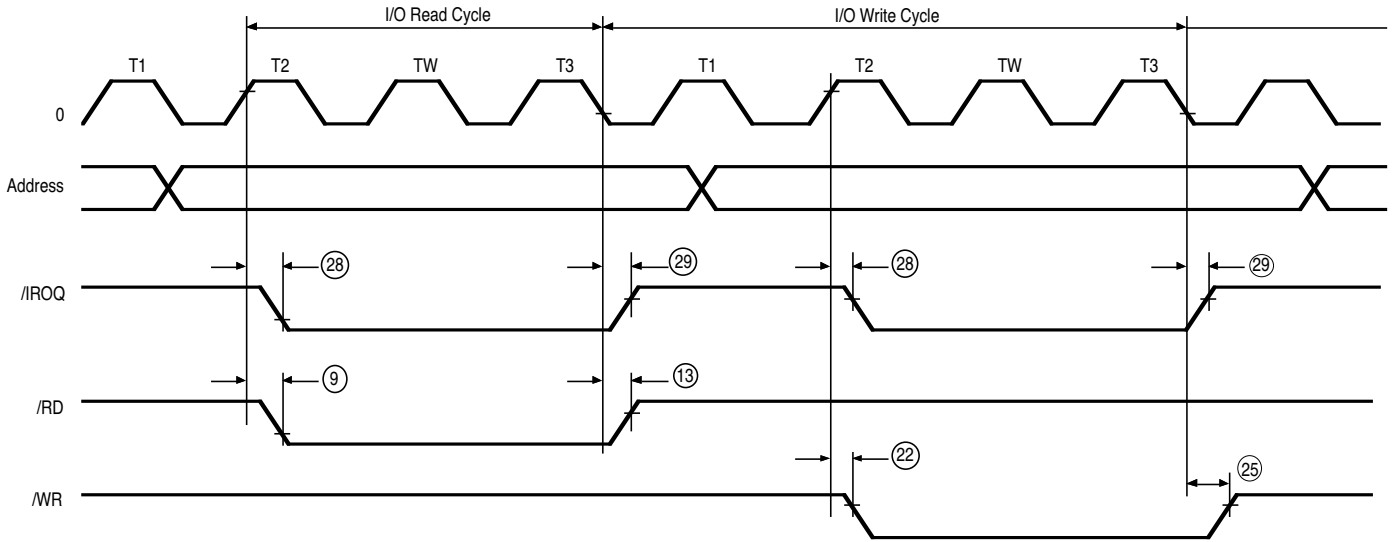 I/O Read Cycle
I/O Write Cycle
T1
T2
TW
T3
T1
T2
TW
T3
0
Address
28
29
28
29
/IROQ
9
13
/RD
22
25
/WR